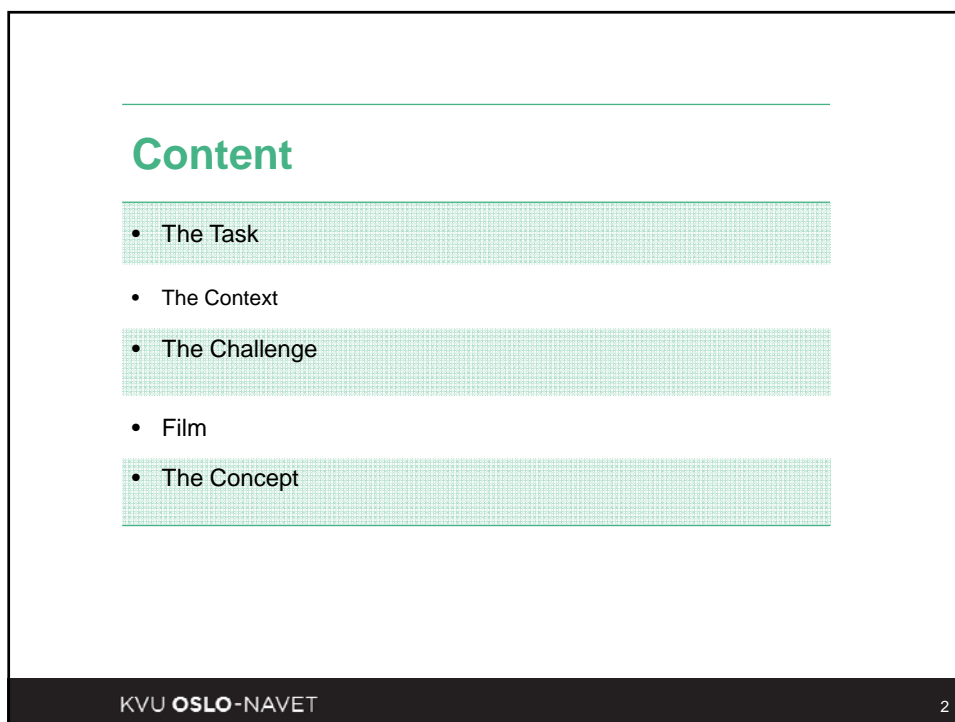 Content
• The Task
• The Context
• The Challenge
• Film
• The Concept
KVU OSLO-NAVET
2